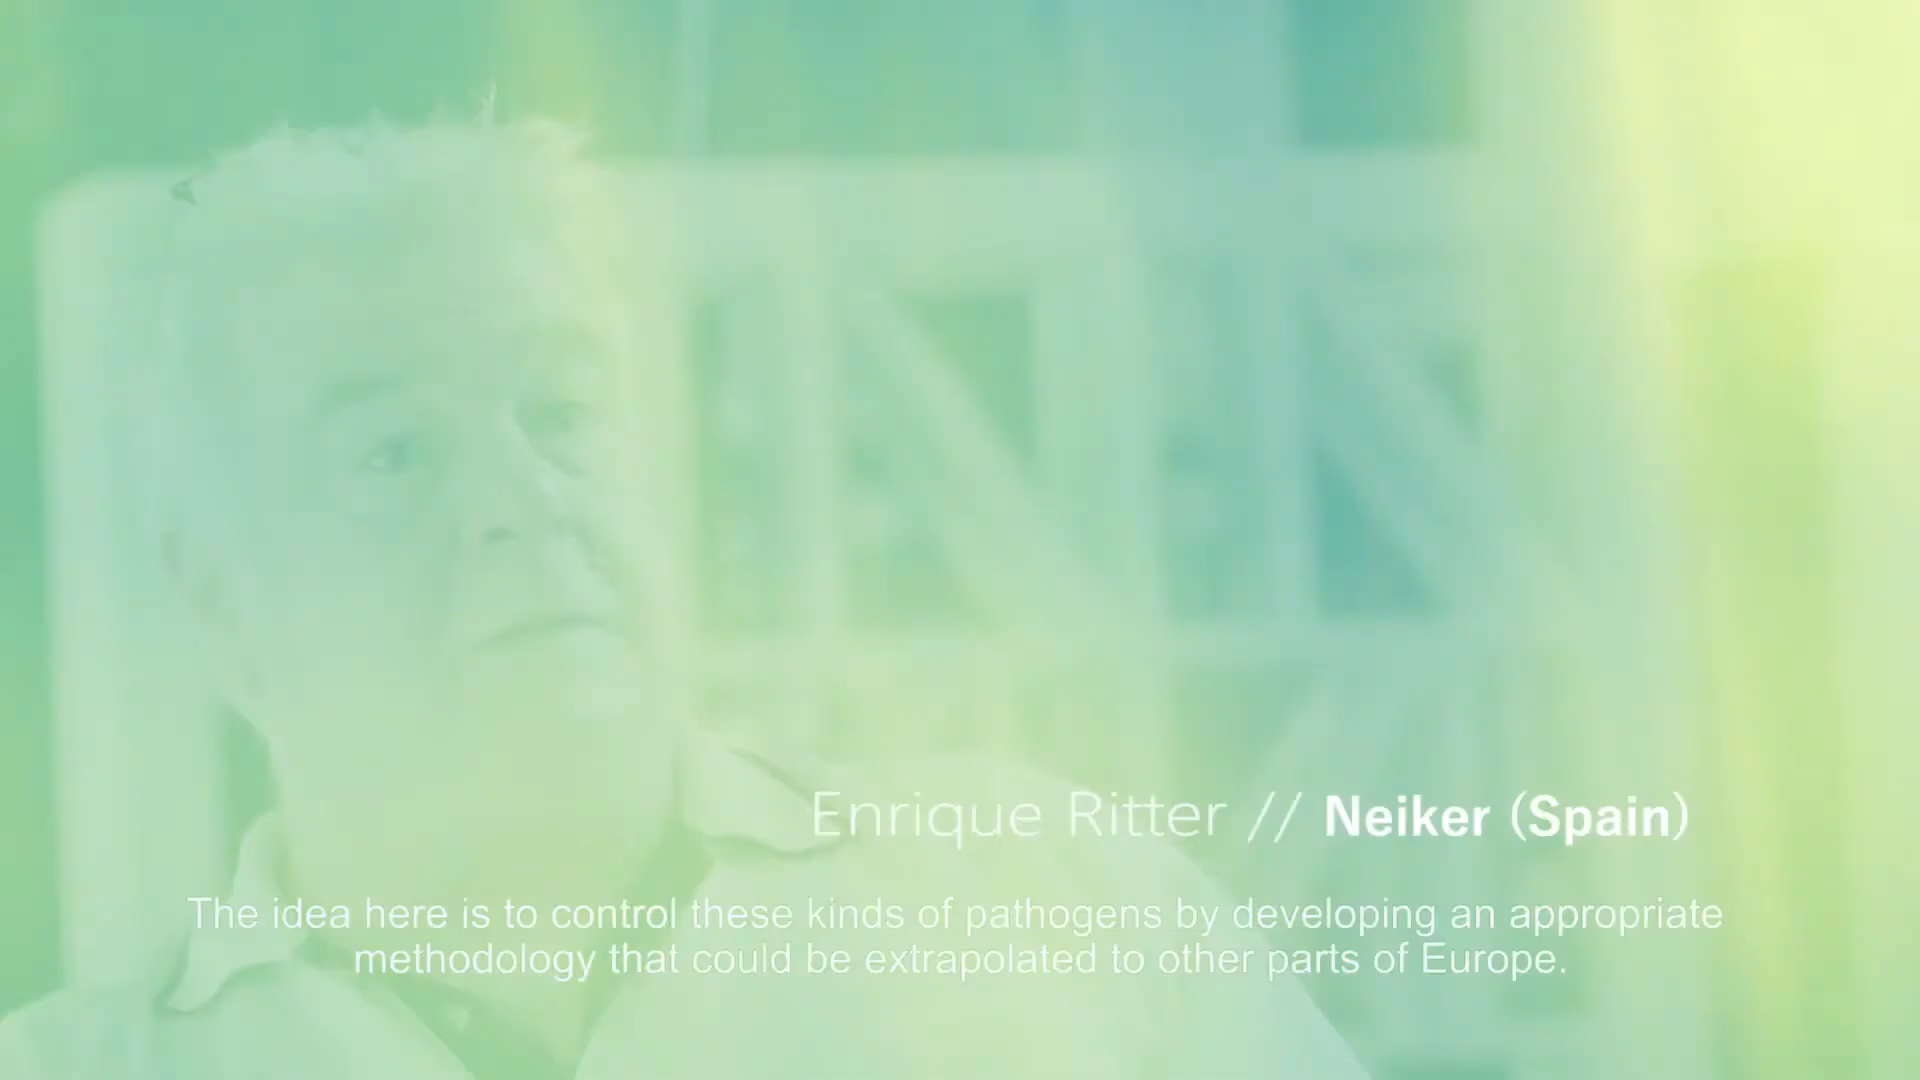 Enrique Ritter // Neiker (Spain)
The idea here is to control these kinds of pathogens by developing an appropriate
methodology that could be extrapolated to other parts of Europe.